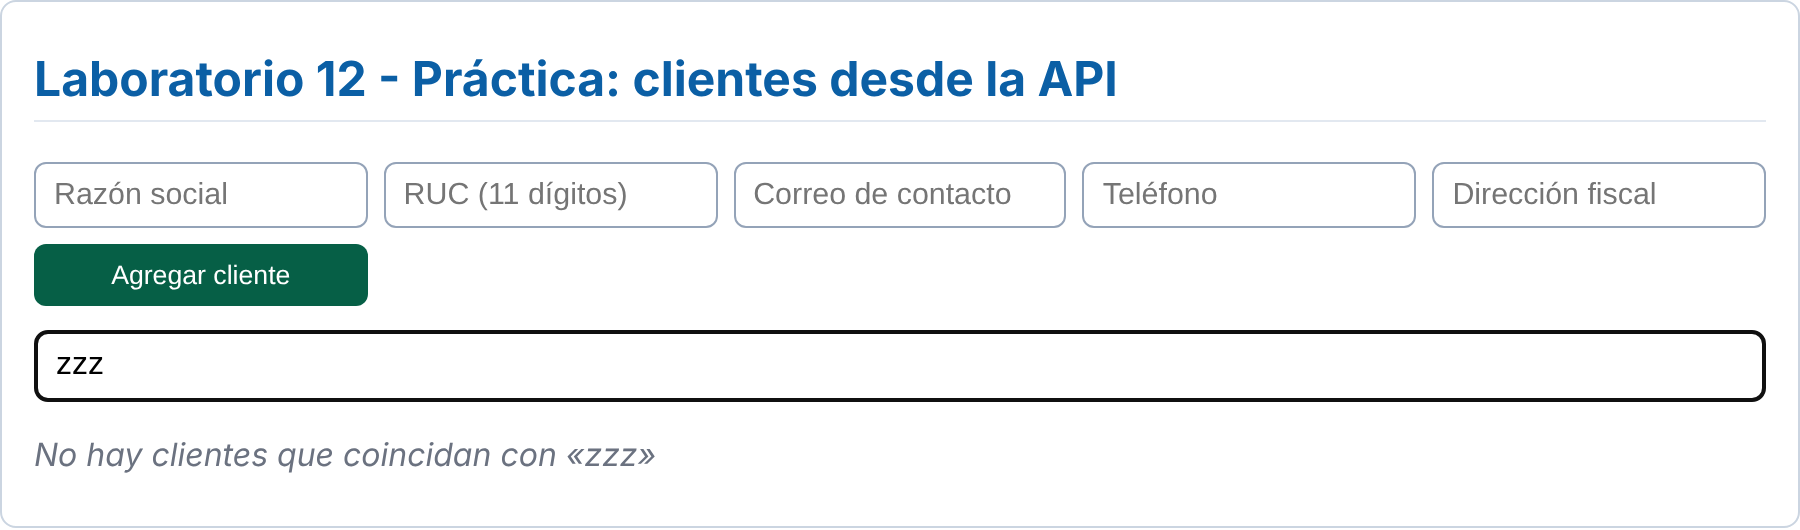 Laboratorio 12 - Práctica: clientes desde la API
Razón social
RUC (11 dígitos)
Correo de contacto
Teléfono
Dirección fiscal
Agregar cliente
zzz
No hay clientes que coincidan con «zzz»